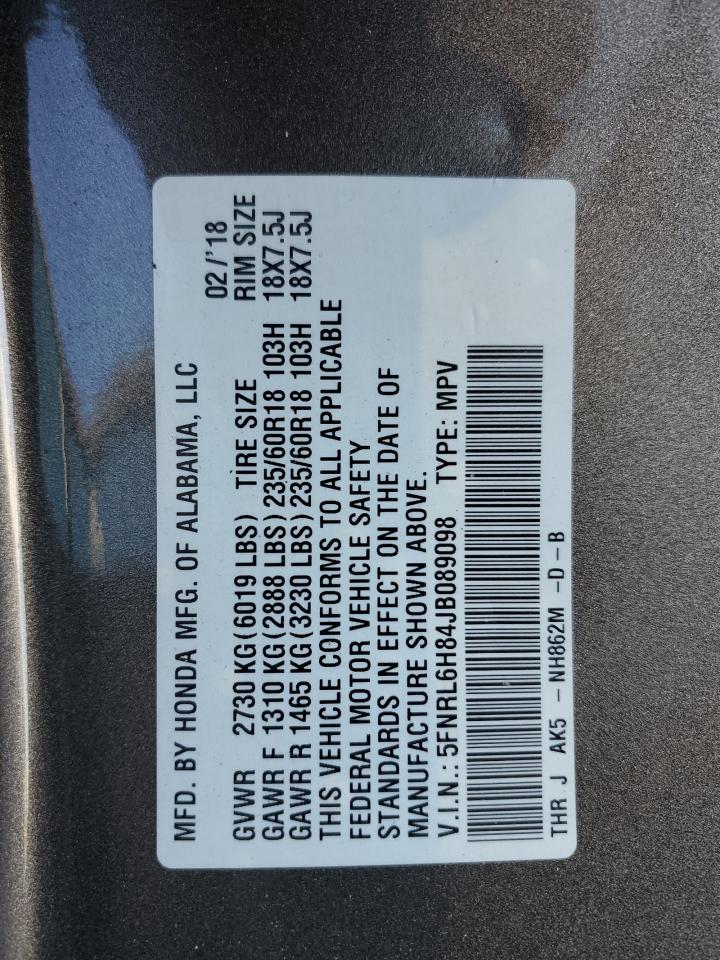 MFD. BY HONDA MFG. OF ALABAMA, LLC 02/'18
GVWR 2730 KG(6019 LBS) TIRE SIZE RIM SIZE
GAWR F 1310 KG(2888 LBS) 235/60R18 103H 18X7.5J
GAWR R 1465 KG(3230 LBS) 235/60R18 103H 18X7.5J
THIS VEHICLE CONFORMS TO ALL APPLICABLE
FEDERAL MOTOR VEHICLE SAFETY
STANDARDS IN EFFECT ON THE DATE OF
MANUFACTURE SHOWN ABOVE.
V.I.N.: 5FNRL6H84JB089098 TYPE: MPV
THR J AK5 - NH862M -D-B